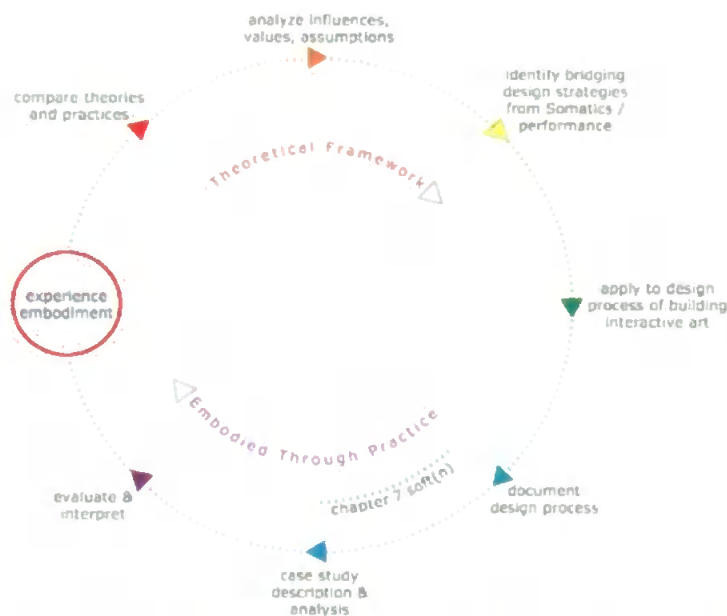 analyze influences,
values, assumptions
identify bridging
design strategies
from Somatics /
performance
compare theories
and practices
Theoretical Framework
experience
embodiment
apply to design
process of building
interactive art
Embodied Through Practice
chapter 7 soft(n)
document
design process
evaluate &
interpret
case study
description &
analysis